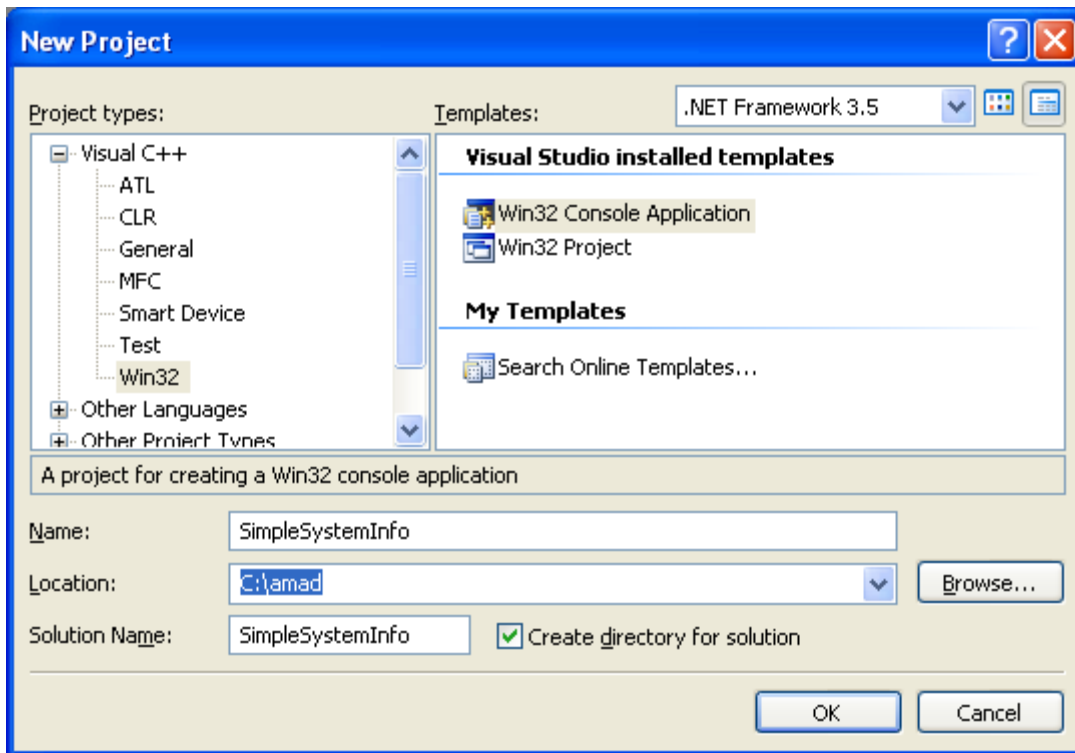 New Project
Project types:
Templates:
.NET Framework 3.5
Visual C++
ATL
CLR
General
MFC
Smart Device
Test
Win32
Other Languages
Other Project Types
Visual Studio installed templates
Win32 Console Application
Win32 Project
My Templates
Search Online Templates...
A project for creating a Win32 console application
Name:
SimpleSystemInfo
Location:
C:\amad
Browse...
Solution Name:
SimpleSystemInfo
Create directory for solution
OK
Cancel